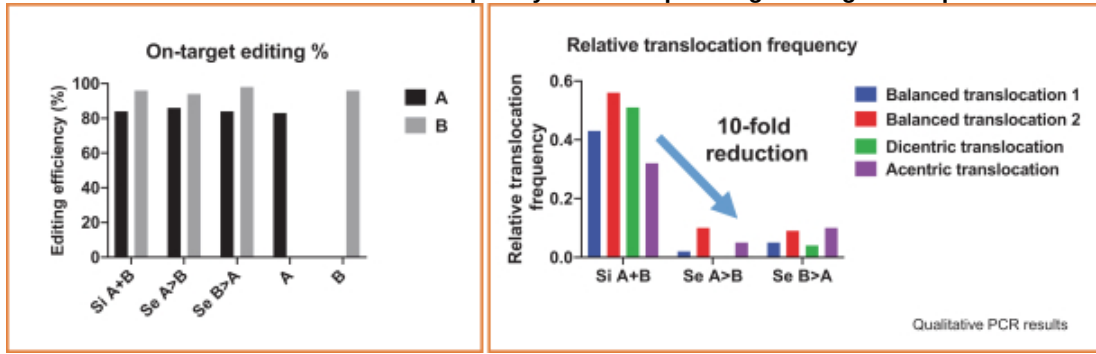 On-target editing %
Editing efficiency (%)
100
80
60
40
20
0
Si A+B
Se A>B
Se B>A
A
B
A
B
Relative translocation frequency
Relative translocation
frequency
0.6
0.4
0.2
0.0
Si A+B
Se A>B
Se B>A
10-fold
reduction
Balanced translocation 1
Balanced translocation 2
Dicentric translocation
Acentric translocation
Qualitative PCR results